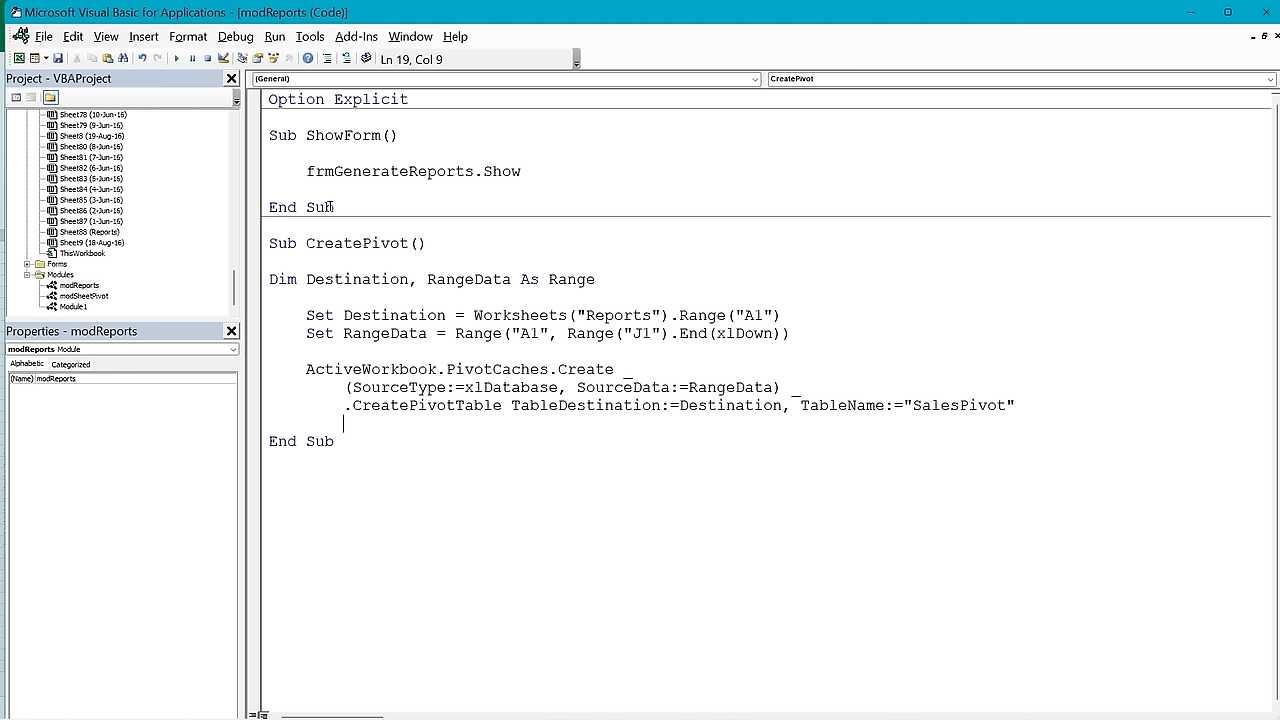 Microsoft Visual Basic for Applications - [modReports (Code)]
File Edit View Insert Format Debug Run Tools Add-Ins Window Help
Ln 19, Col 9
Project - VBAProject
Sheet78 (10-Jun-16)
Sheet79 (9-Jun-16)
Sheet8 (19-Aug-16)
Sheet80 (8-Jun-16)
Sheet81 (7-Jun-16)
Sheet82 (6-Jun-16)
Sheet83 (5-Jun-16)
Sheet84 (4-Jun-16)
Sheet85 (3-Jun-16)
Sheet86 (2-Jun-16)
Sheet87 (1-Jun-16)
Sheet88 (Reports)
Sheet9 (18-Aug-16)
ThisWorkbook
Forms
Modules
modReports
modSheetPivot
Module1
Properties - modReports
modReports Module
Alphabetic Categorized
(Name) modReports
(General) CreatePivot
Option Explicit
Sub ShowForm()
frmGenerateReports.Show
End Sub
Sub CreatePivot()
Dim Destination, RangeData As Range
Set Destination = Worksheets("Reports").Range("A1")
Set RangeData = Range("A1", Range("J1").End(xlDown))
ActiveWorkbook.PivotCaches.Create _
(SourceType:=xlDatabase, SourceData:=RangeData) _
.CreatePivotTable TableDestination:=Destination, TableName:="SalesPivot"
End Sub